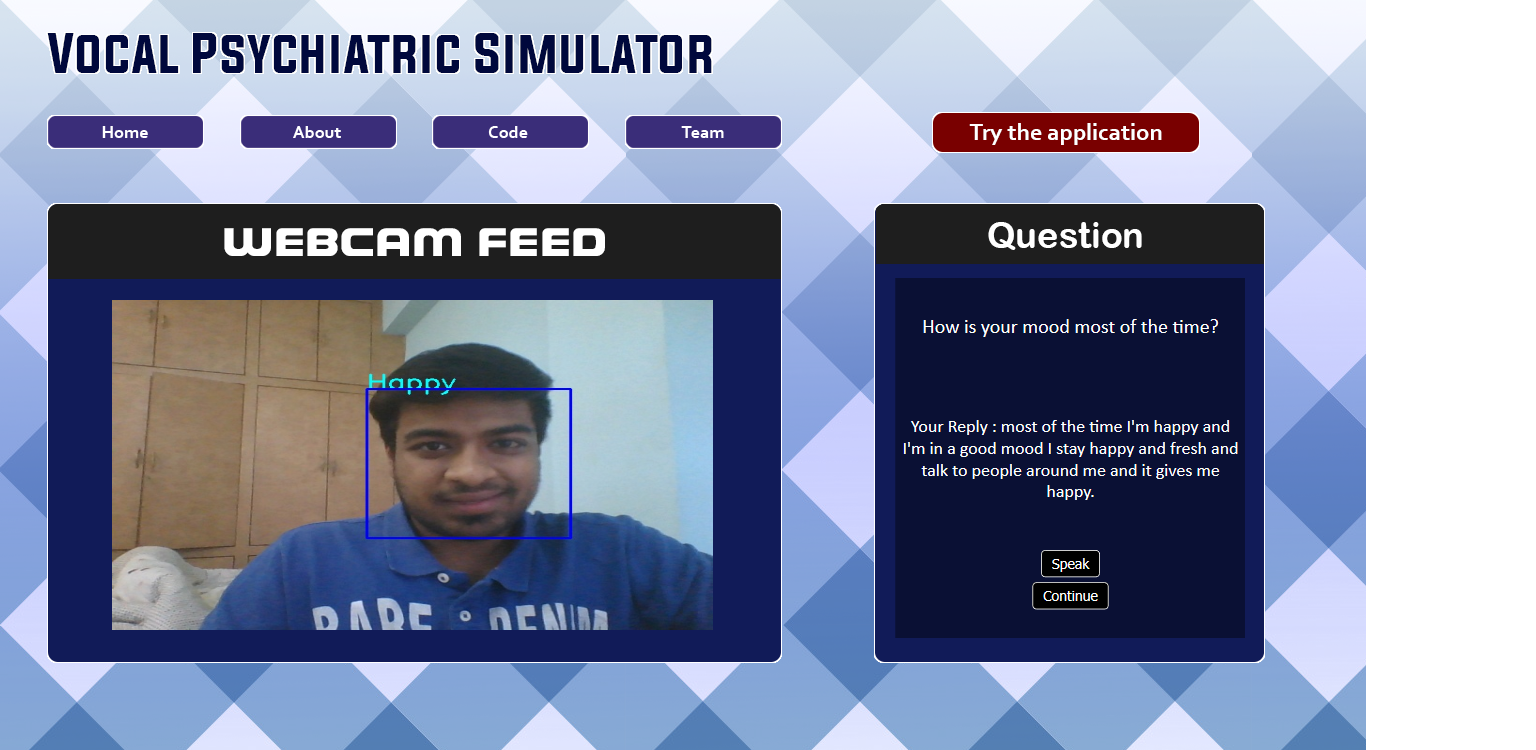 Vocal Psychiatric Simulator
Home
About
Code
Team
Try the application
WEBCAM FEED
Happy
RARE DENIM
Question
How is your mood most of the time?
Your Reply : most of the time I'm happy and
I'm in a good mood I stay happy and fresh and
talk to people around me and it gives me
happy.
Speak
Continue